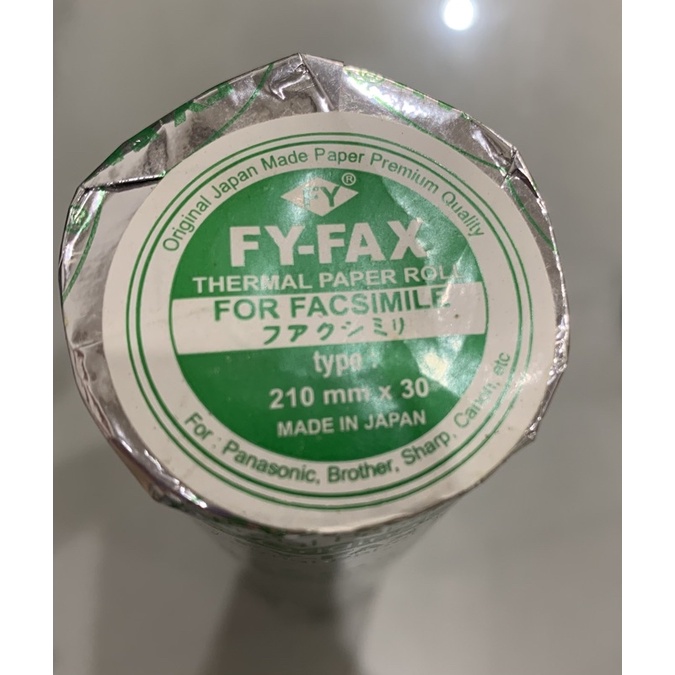 Original Japan Made Paper Premium Quality
FY ®
FY-FAX
THERMAL PAPER ROLL
FOR FACSIMILE
フアクシミリ
type
210 mm x 30
MADE IN JAPAN
For : Panasonic, Brother, Sharp, Canon, etc